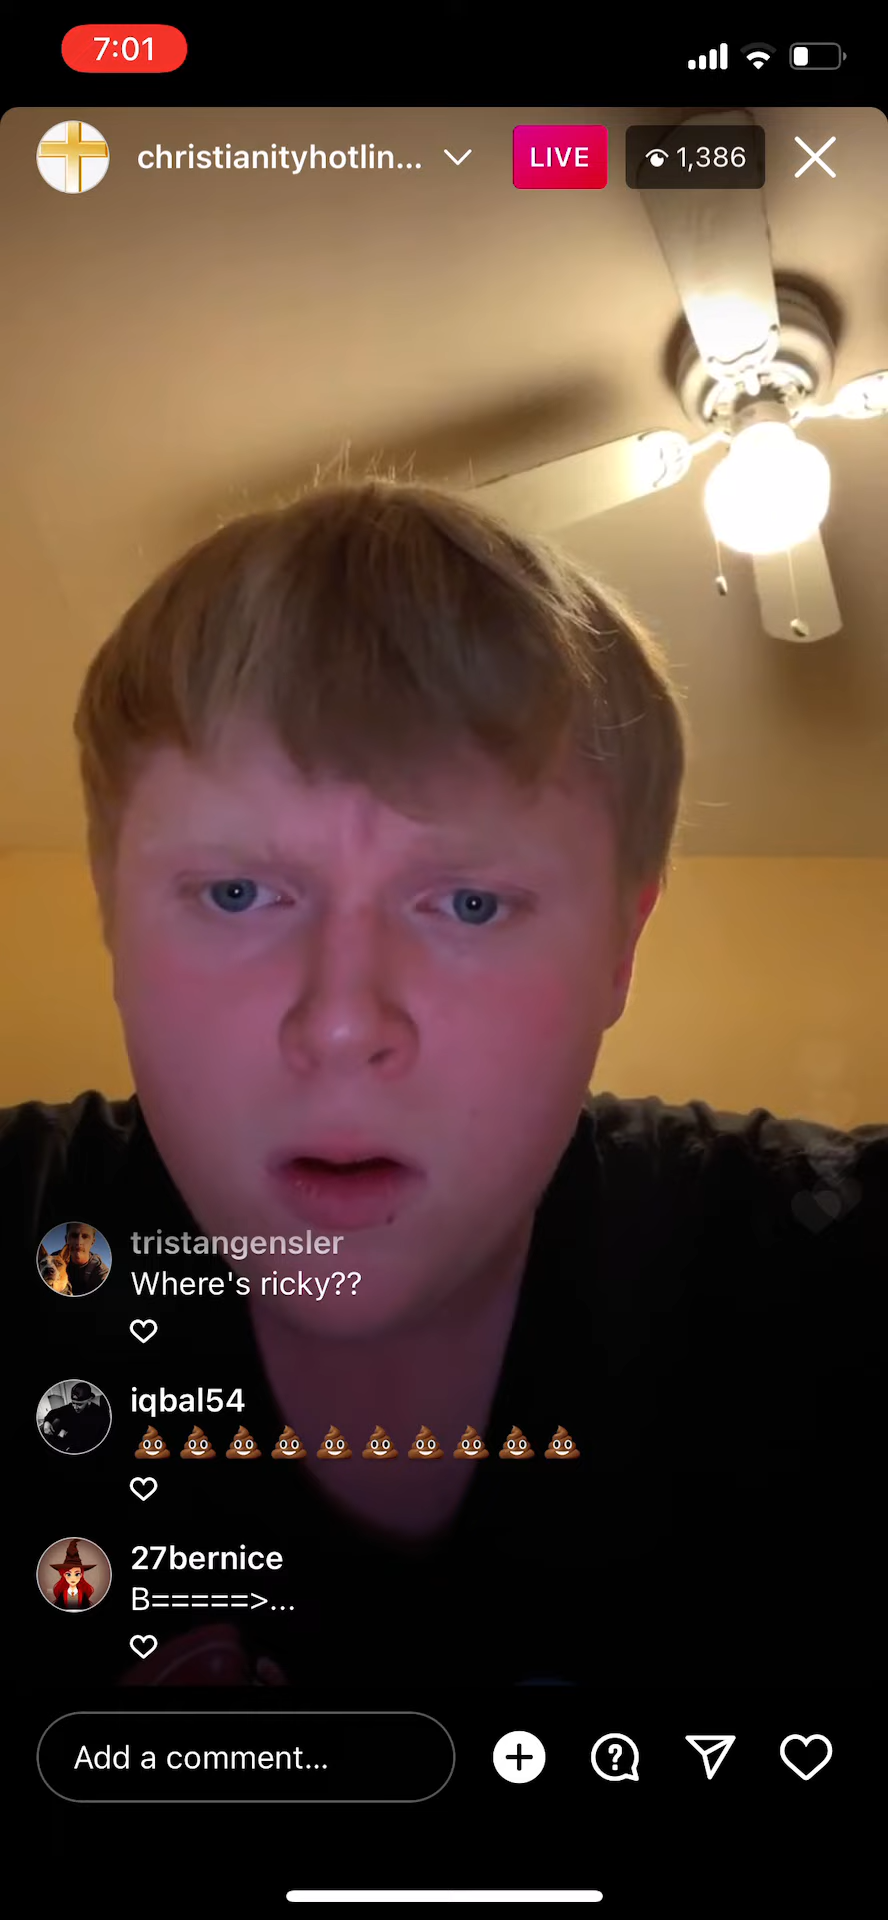 7:01
christianityhotlin...
LIVE
1,386
tristangensler
Where's ricky??
iqbal54
💩💩💩💩💩💩💩💩💩💩
27bernice
B=====>...
Add a comment...